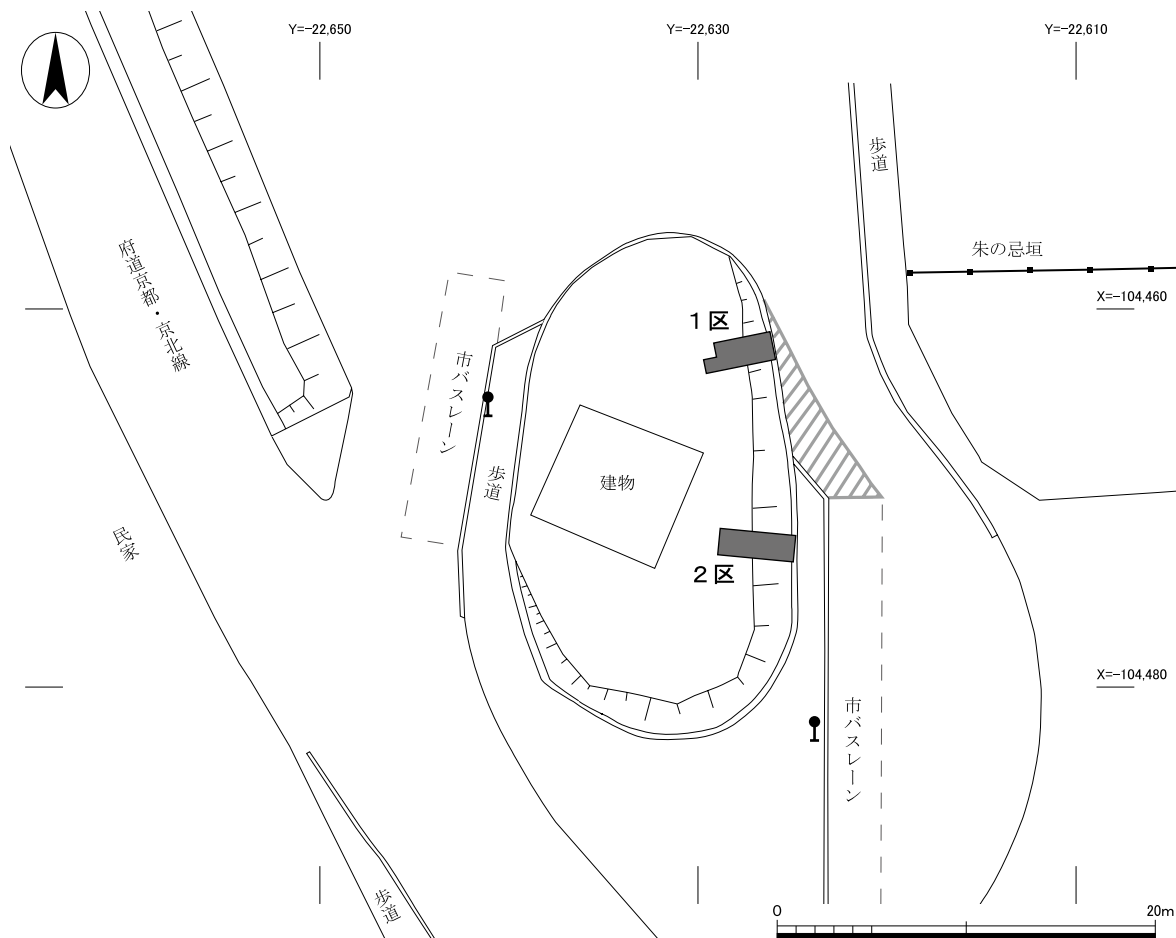 Y=-22,650
Y=-22,630
Y=-22,610
歩道
朱の忌垣
府道京都・京北線
X=-104,460
1区
市バスレーン
歩道
建物
民家
2区
X=-104,480
市バスレーン
歩道
0
20m